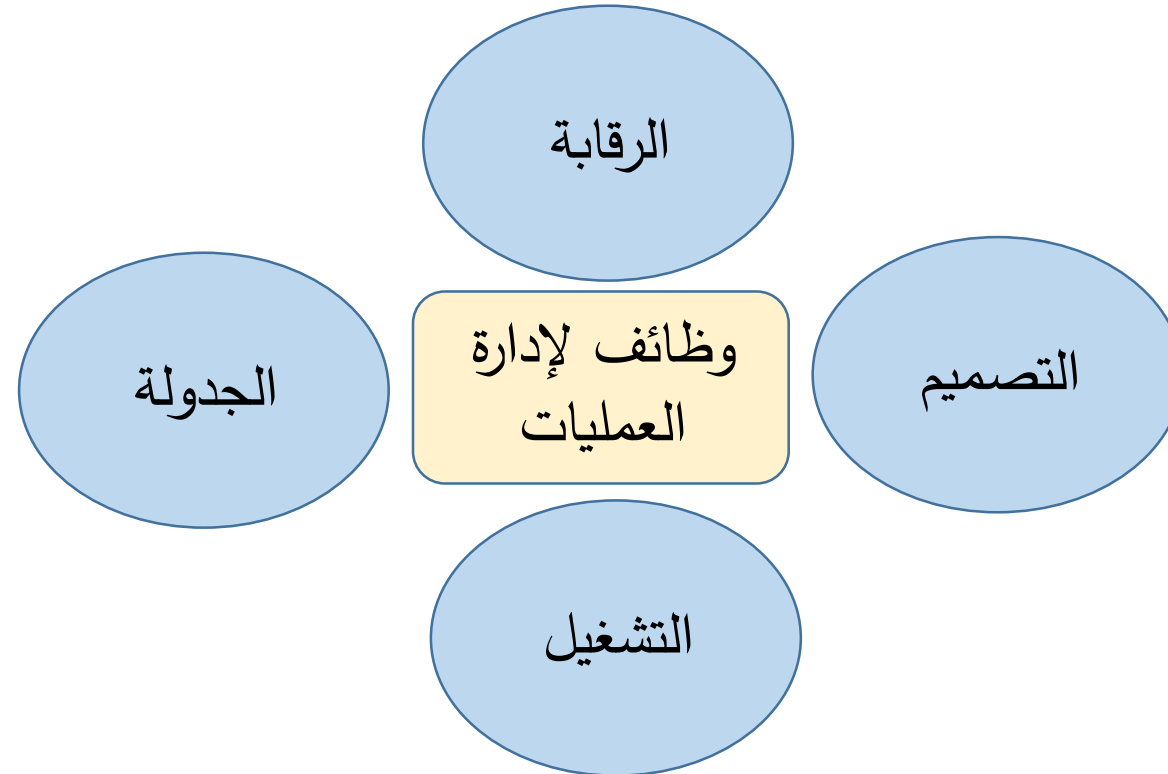 الرقابة
التصميم
وظائف لإدارة
العمليات
الجدولة
التشغيل